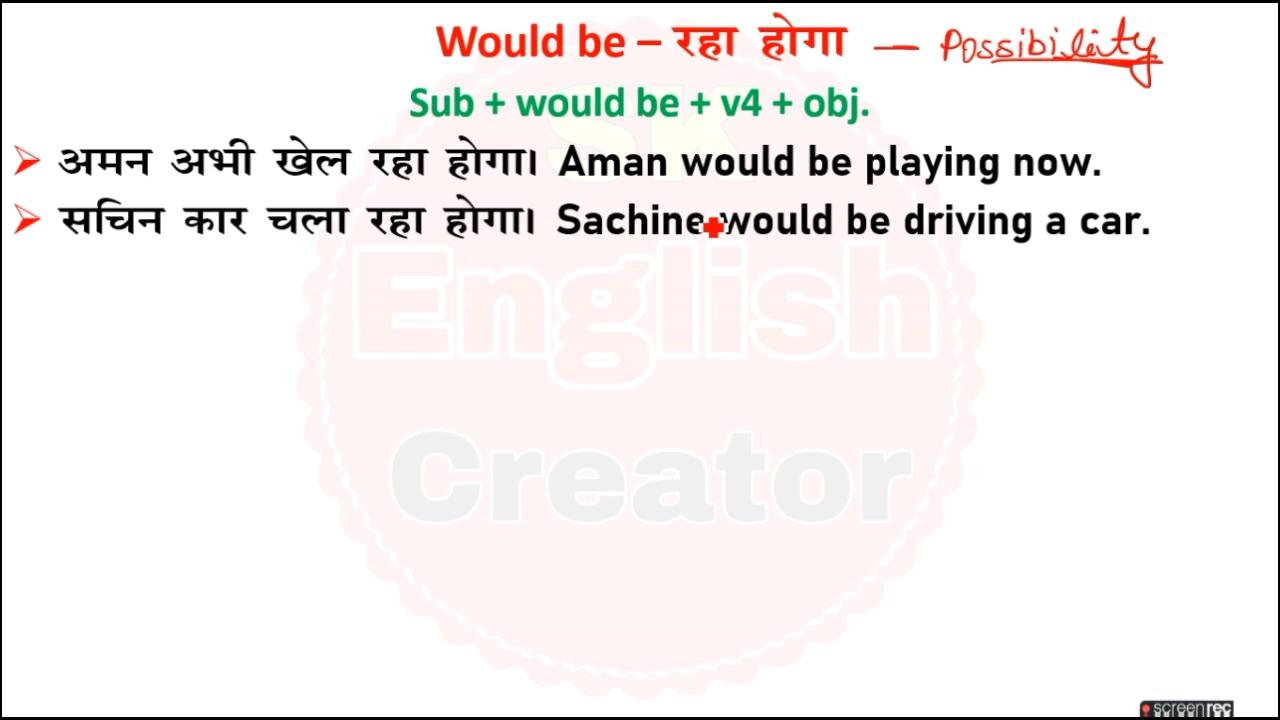 Would be – रहा होगा — Possibility
Sub + would be + v4 + obj.
➤ अमन अभी खेल रहा होगा। Aman would be playing now.
➤ सचिन कार चला रहा होगा। Sachine would be driving a car.
SK
English
Creator
screenrec